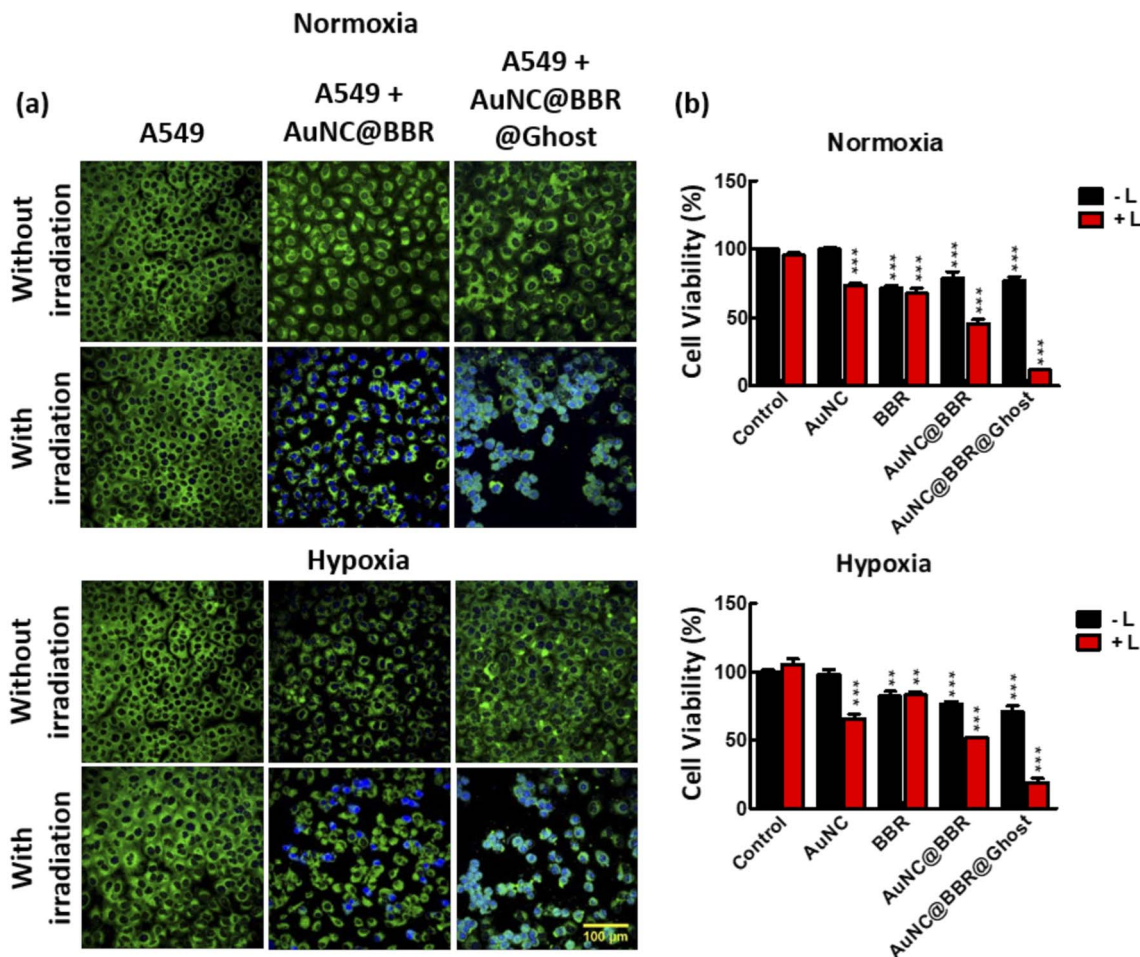 Normoxia
(a)
A549
A549 +
AuNC@BBR
A549 +
AuNC@BBR
@Ghost
Without
irradiation
With
irradiation
Hypoxia
Without
irradiation
With
irradiation
100 µm
(b)
Normoxia
Cell Viability (%)
150
100
50
0
- L
+ L
***
***
***
***
***
***
***
Control
AuNC
BBR
AuNC@BBR
AuNC@BBR@Ghost
Hypoxia
Cell Viability (%)
150
100
50
0
- L
+ L
***
**
**
***
***
***
***
Control
AuNC
BBR
AuNC@BBR
AuNC@BBR@Ghost